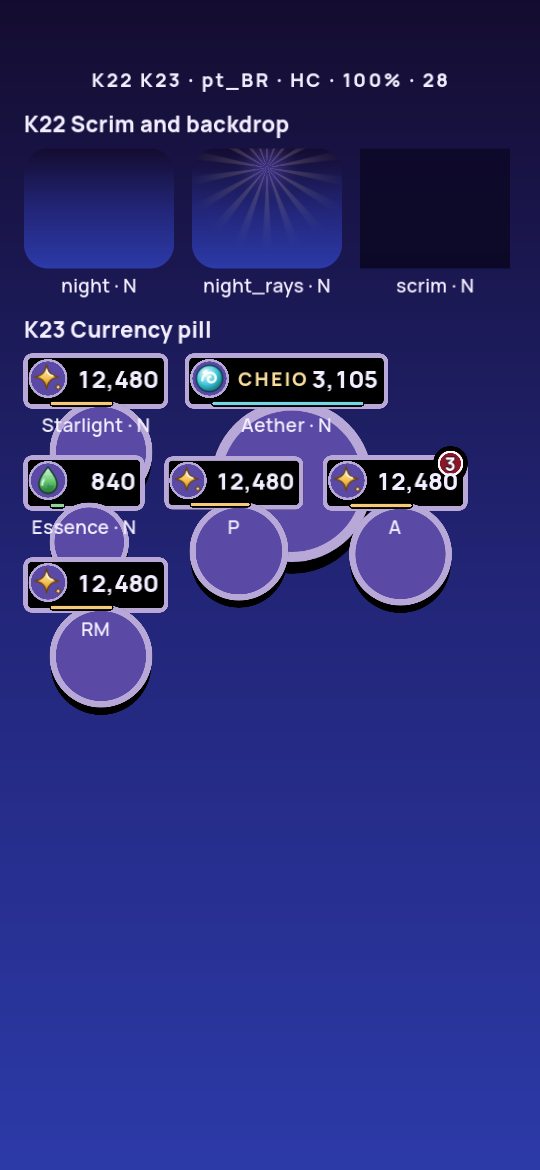 K22 K23 · pt_BR · HC · 100% · 28
K22 Scrim and backdrop
night · N
night_rays · N
scrim · N
K23 Currency pill
12,480
CHEIO 3,105
Starlight · N
Aether · N
840
12,480
12,480
3
Essence · N
P
A
12,480
RM